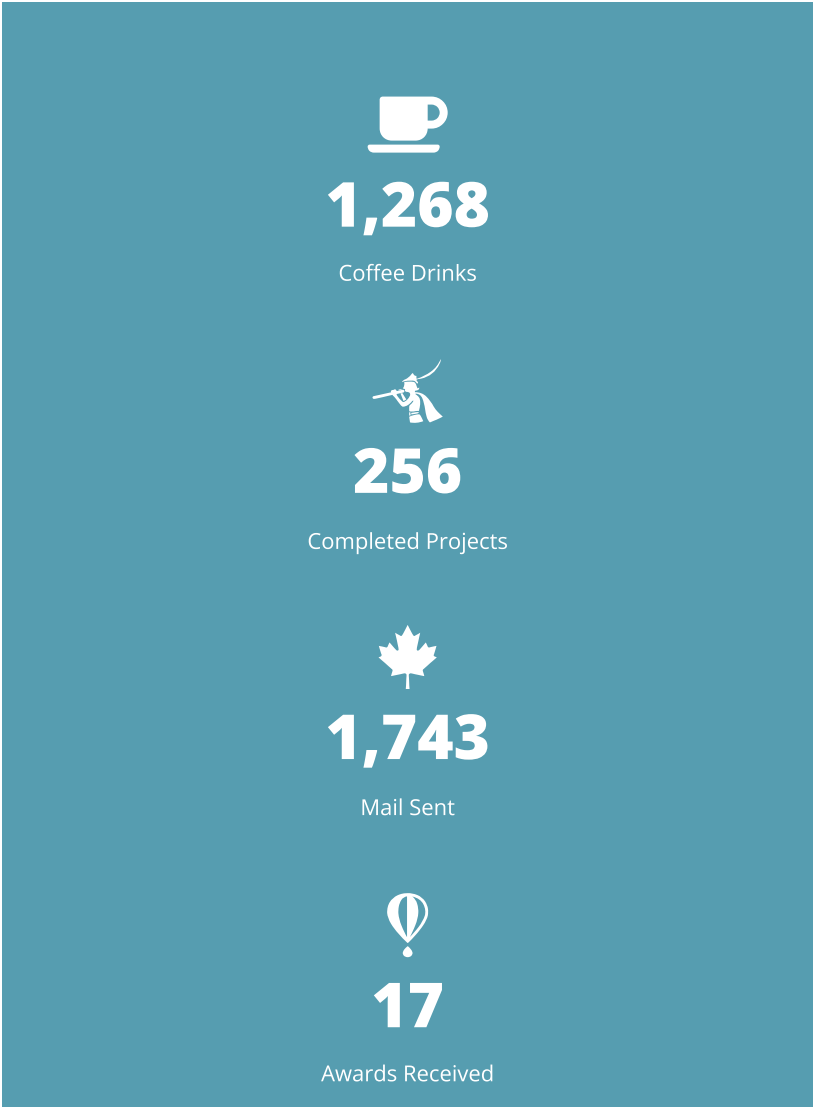 1,268
Coffee Drinks
256
Completed Projects
1,743
Mail Sent
17
Awards Received